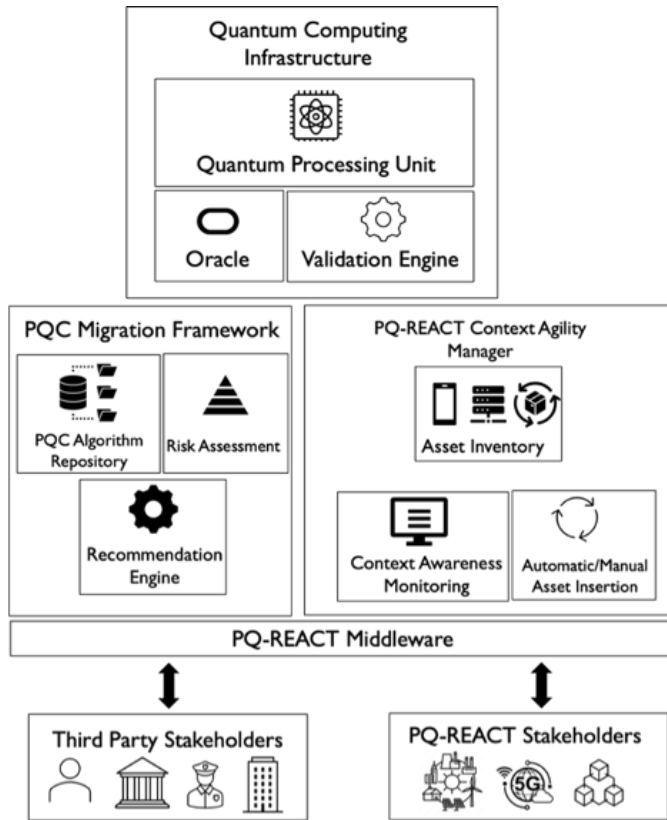 Quantum Computing
Infrastructure
Quantum Processing Unit
Oracle
Validation Engine
PQC Migration Framework
PQC Algorithm
Repository
Risk Assessment
Recommendation
Engine
PQ-REACT Context Agility
Manager
Asset Inventory
Context Awareness
Monitoring
Automatic/Manual
Asset Insertion
PQ-REACT Middleware
Third Party Stakeholders
PQ-REACT Stakeholders
5G